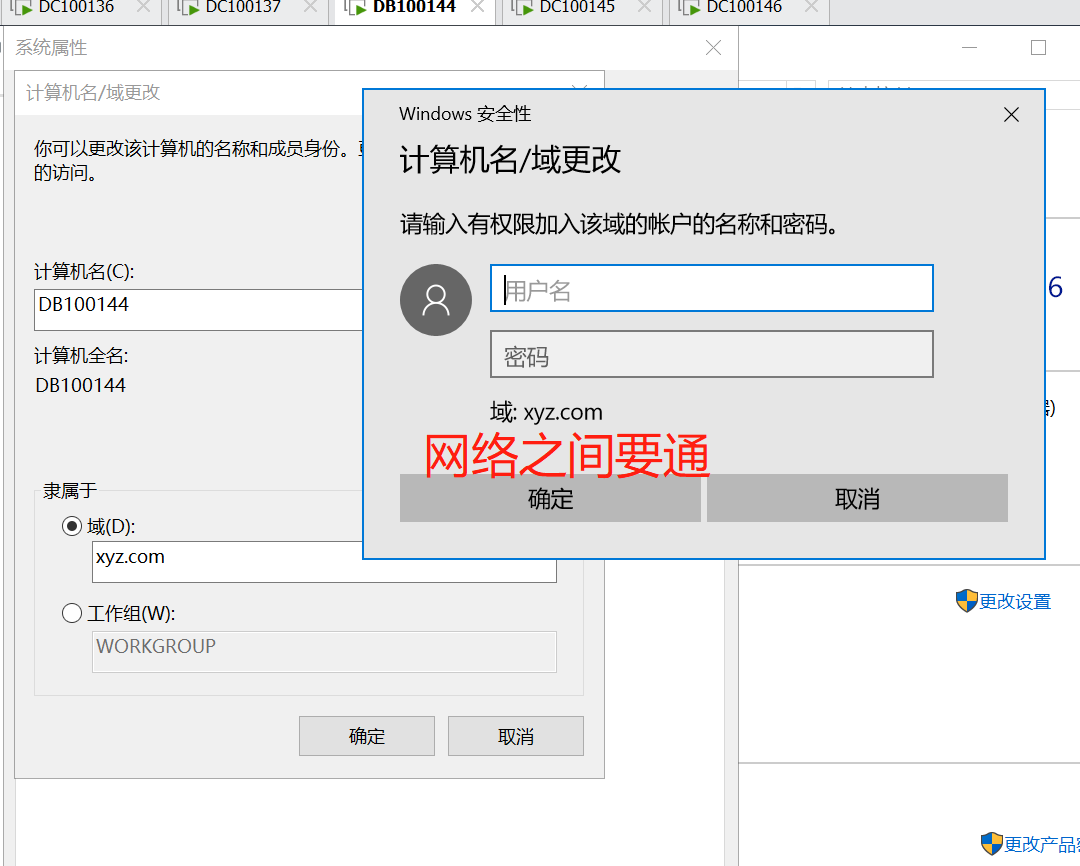 DC100136
DC100137
DB100144
DC100145
DC100146
系统属性
计算机名/域更改
你可以更改该计算机的名称和成员身份。
的访问。
计算机名(C):
DB100144
计算机全名:
DB100144
隶属于
域(D):
xyz.com
工作组(W):
WORKGROUP
确定
取消
Windows 安全性
计算机名/域更改
请输入有权限加入该域的帐户的名称和密码。
用户名
密码
域: xyz.com
网络之间要通
确定
取消
6
更改设置
更改产品